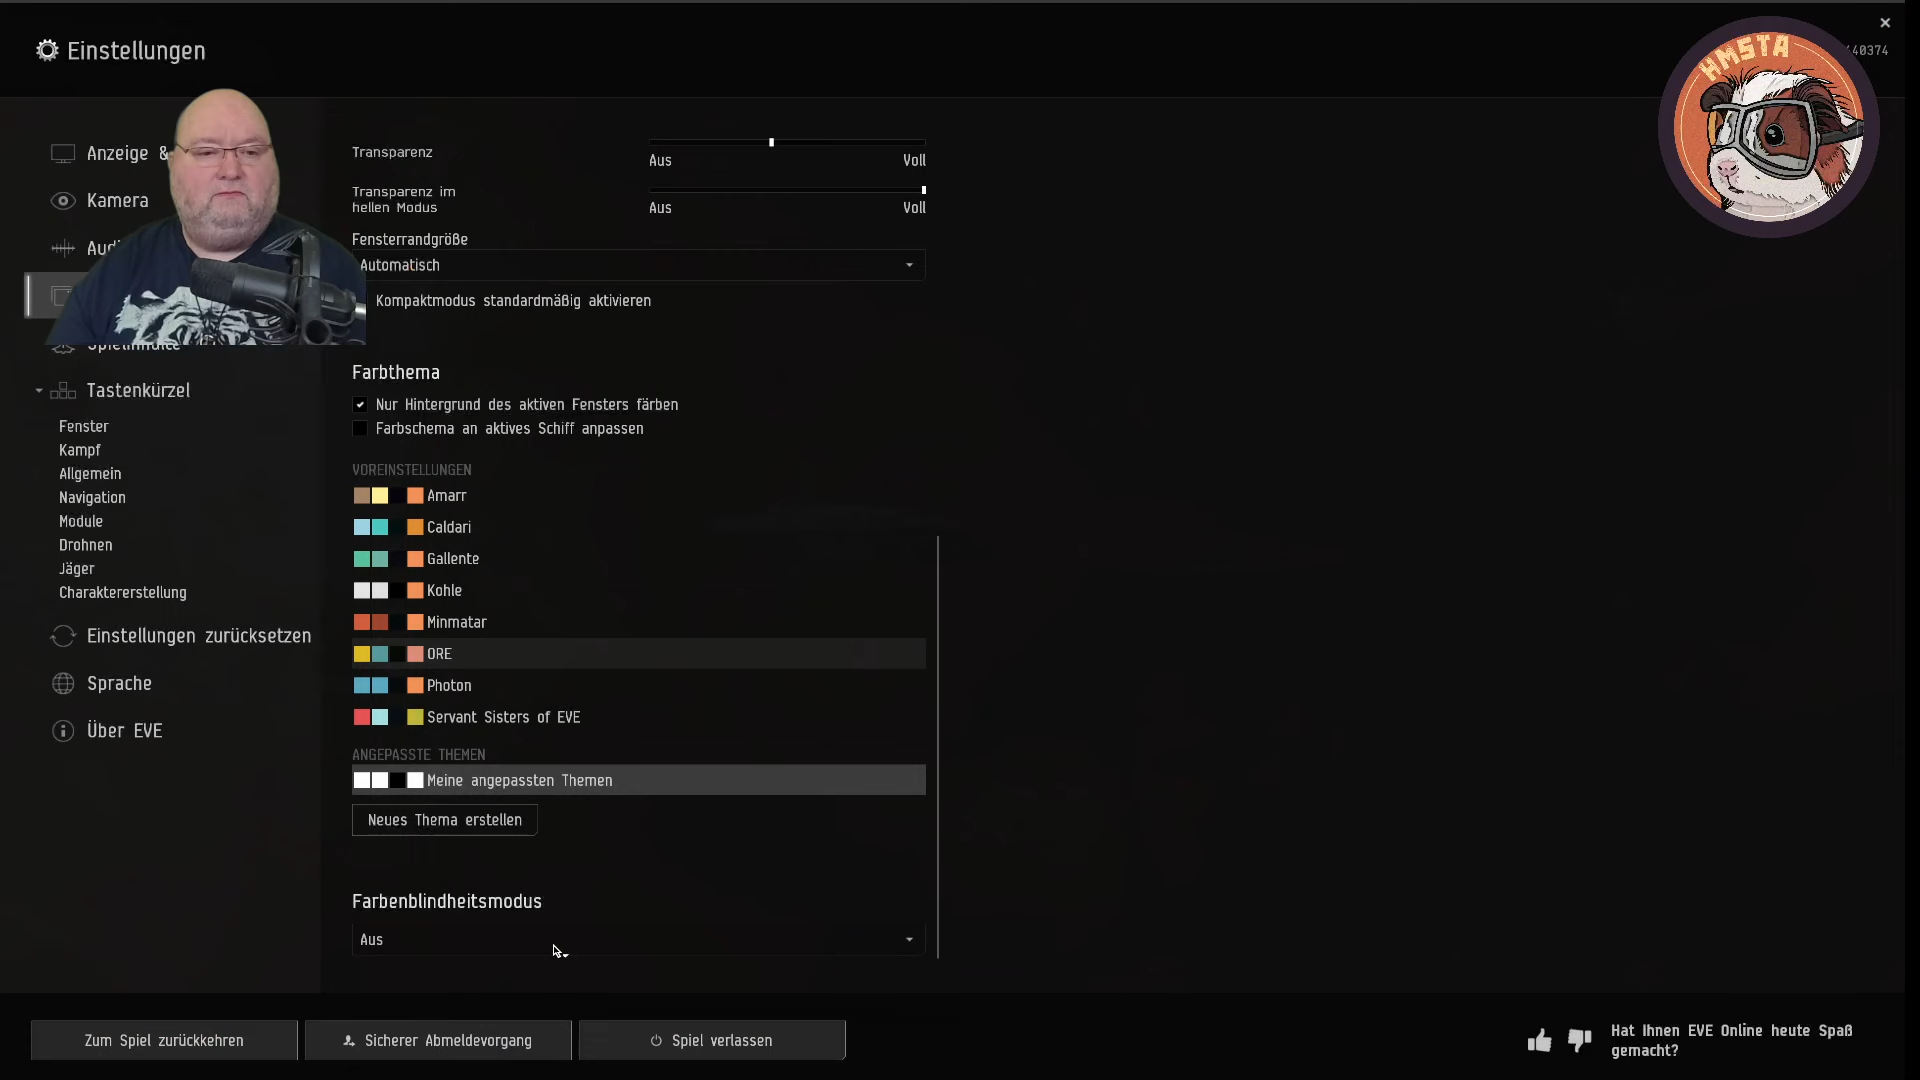 Einstellungen
HMSTA
40374
Anzeige &
Kamera
Aud
Tastenkürzel
Fenster
Kampf
Allgemein
Navigation
Module
Drohnen
Jäger
Charaktererstellung
Einstellungen zurücksetzen
Sprache
Über EVE
Transparenz
Aus
Voll
Transparenz im
hellen Modus
Aus
Voll
Fensterrandgröße
Automatisch
Kompaktmodus standardmäßig aktivieren
Farbthema
Nur Hintergrund des aktiven Fensters färben
Farbschema an aktives Schiff anpassen
VOREINSTELLUNGEN
Amarr
Caldari
Gallente
Kohle
Minmatar
ORE
Photon
Servant Sisters of EVE
ANGEPASSTE THEMEN
Meine angepassten Themen
Neues Thema erstellen
Farbenblindheitsmodus
Aus
Zum Spiel zurückkehren
Sicherer Abmeldevorgang
Spiel verlassen
Hat Ihnen EVE Online heute Spaß
gemacht?